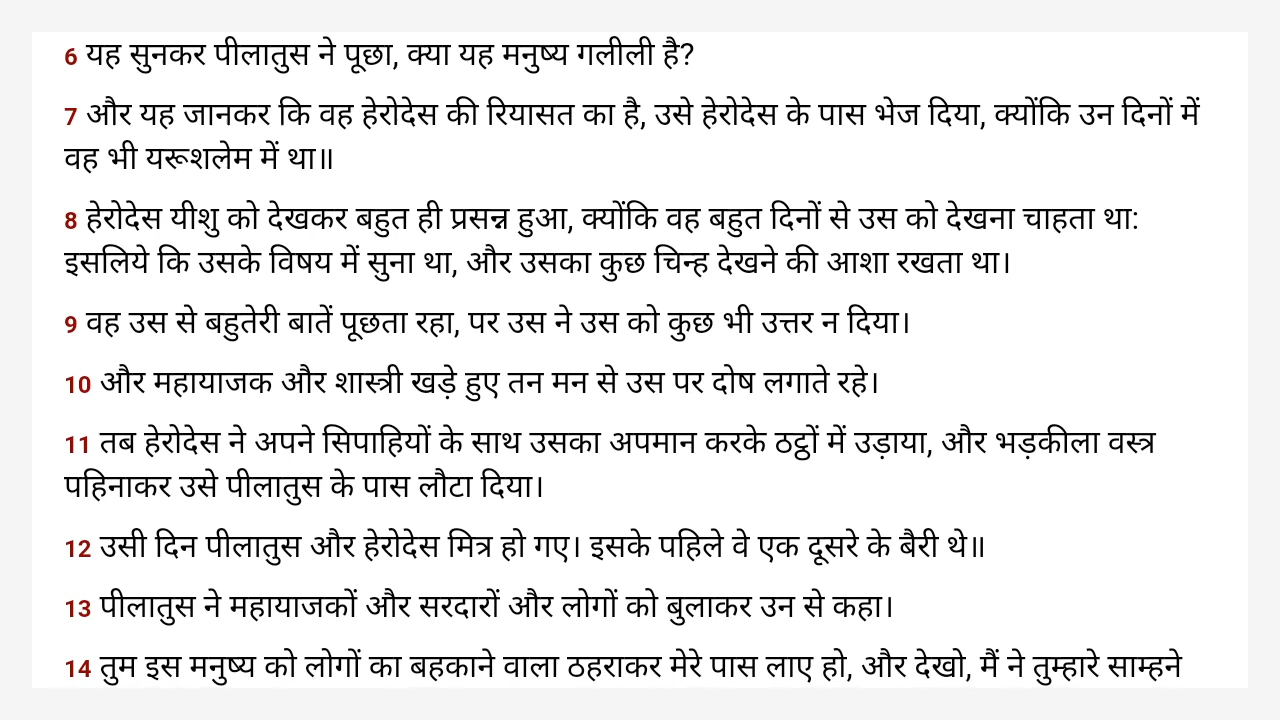 6 यह सुनकर पीलातुस ने पूछा, क्या यह मनुष्य गलीली है?
7 और यह जानकर कि वह हेरोदेस की रियासत का है, उसे हेरोदेस के पास भेज दिया, क्योंकि उन दिनों में
वह भी यरूशलेम में था॥
8 हेरोदेस यीशु को देखकर बहुत ही प्रसन्न हुआ, क्योंकि वह बहुत दिनों से उस को देखना चाहता था:
इसलिये कि उसके विषय में सुना था, और उसका कुछ चिन्ह देखने की आशा रखता था।
9 वह उस से बहुतेरी बातें पूछता रहा, पर उस ने उस को कुछ भी उत्तर न दिया।
10 और महायाजक और शास्त्री खड़े हुए तन मन से उस पर दोष लगाते रहे।
11 तब हेरोदेस ने अपने सिपाहियों के साथ उसका अपमान करके ठट्ठों में उड़ाया, और भड़कीला वस्त्र
पहिनाकर उसे पीलातुस के पास लौटा दिया।
12 उसी दिन पीलातुस और हेरोदेस मित्र हो गए। इसके पहिले वे एक दूसरे के बैरी थे॥
13 पीलातुस ने महायाजकों और सरदारों और लोगों को बुलाकर उन से कहा।
14 तुम इस मनुष्य को लोगों का बहकाने वाला ठहराकर मेरे पास लाए हो, और देखो, मैं ने तुम्हारे साम्हने